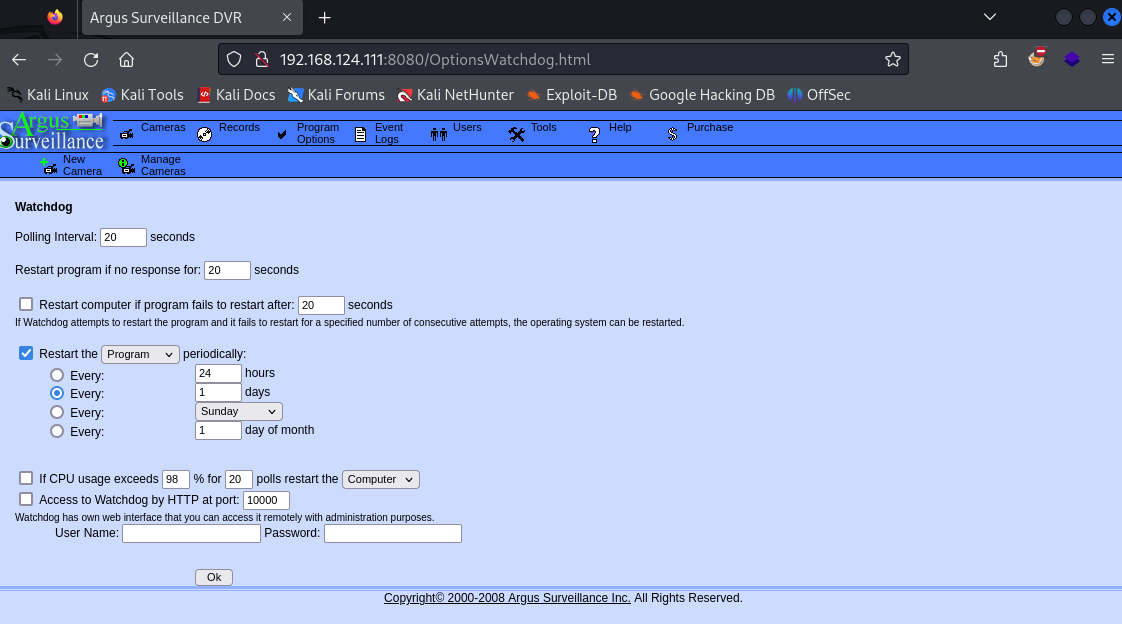 Argus Surveillance DVR
192.168.124.111:8080/OptionsWatchdog.html
Kali Linux Kali Tools Kali Docs Kali Forums Kali NetHunter Exploit-DB Google Hacking DB OffSec
Argus
Surveillance
Cameras Records Program Options Event Logs Users Tools Help Purchase
New Camera Manage Cameras
Watchdog
Polling Interval: 20 seconds
Restart program if no response for: 20 seconds
Restart computer if program fails to restart after: 20 seconds
If Watchdog attempts to restart the program and it fails to restart for a specified number of consecutive attempts, the operating system can be restarted.
Restart the Program periodically:
Every: 24 hours
Every: 1 days
Every: Sunday
Every: 1 day of month
If CPU usage exceeds 98 % for 20 polls restart the Computer
Access to Watchdog by HTTP at port: 10000
Watchdog has own web interface that you can access it remotely with administration purposes.
User Name: Password:
Ok
Copyright© 2000-2008 Argus Surveillance Inc. All Rights Reserved.